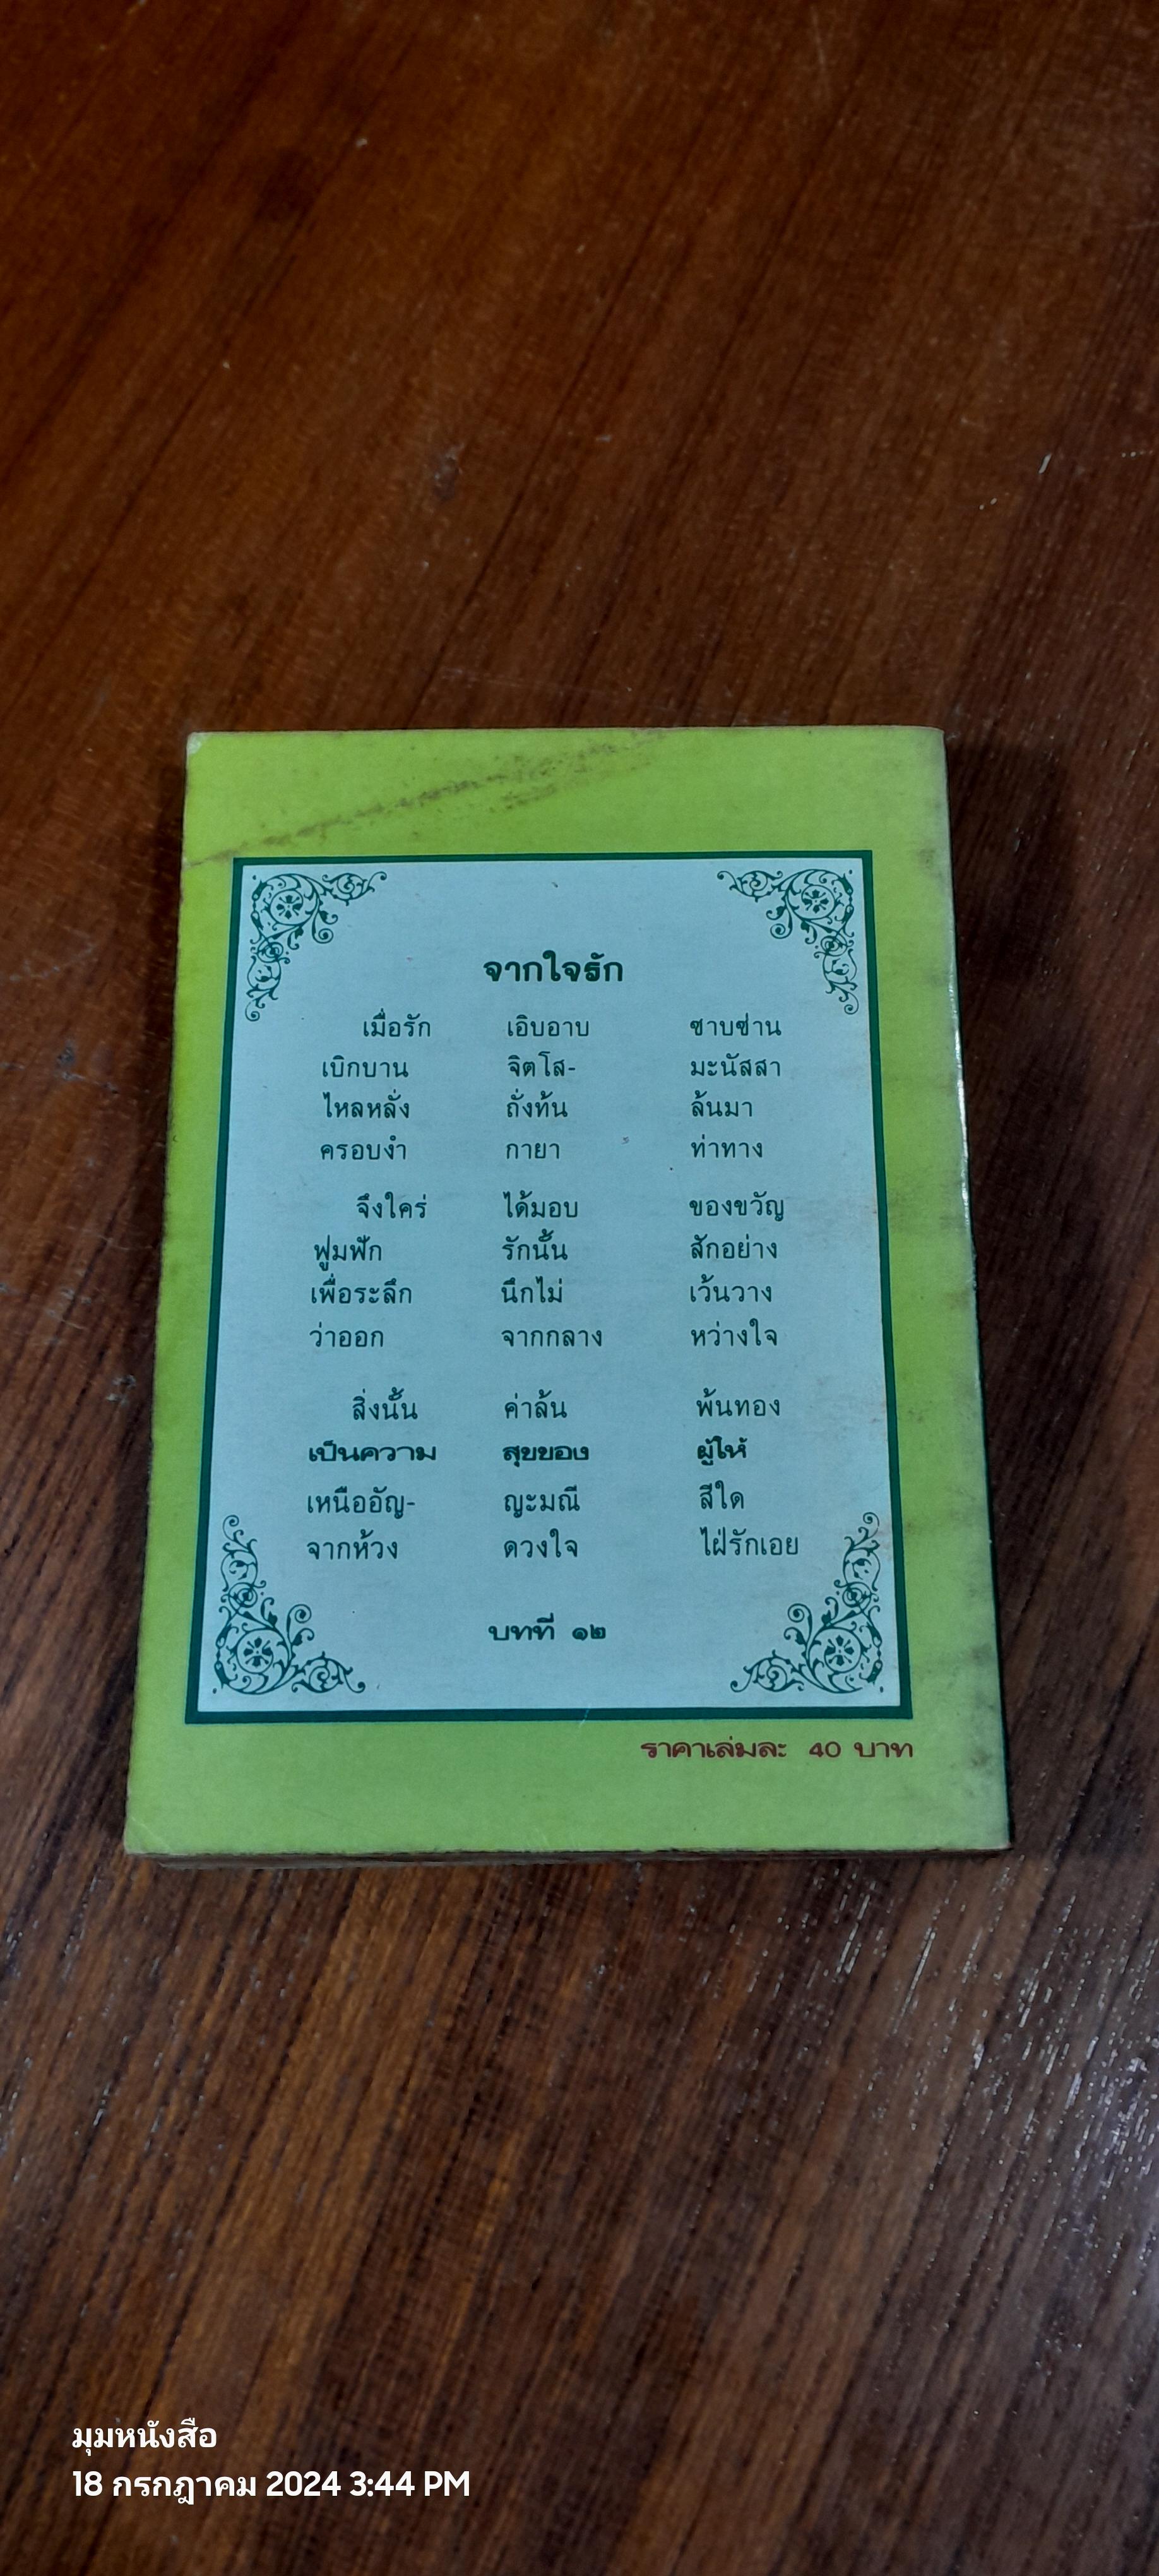 จากใจรัก
เมื่อรัก เอิบอาบ ซาบซ่าน
เบิกบาน จิตโส- มะนัสสา
ไหลหลั่ง ถั่งท้น ล้นมา
ครอบงำ กายา ท่าทาง
จึงใคร่ ได้มอบ ของขวัญ
ฟูมฟัก รักนั้น สักอย่าง
เพื่อระลึก นึกไม่ เว้นวาง
ว่าออก จากกลาง หว่างใจ
สิ่งนั้น ค่าล้น พ้นทอง
เป็นความ สุขของ ผู้ให้
เหนืออัญ- ญะมณี สีใด
จากห้วง ดวงใจ ไฝ่รักเอย
บทที่ ๑๒
ราคาเล่มละ 40 บาท
มุมหนังสือ
18 กรกฎาคม 2024 3:44 PM